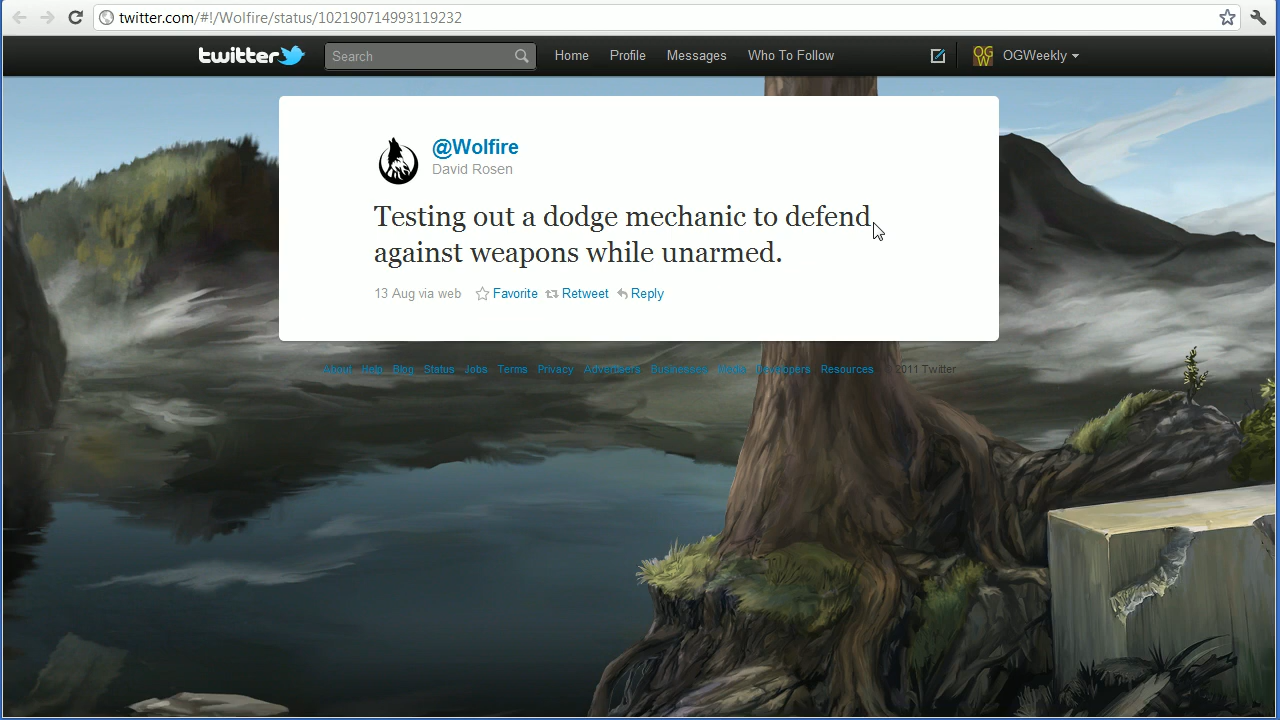 twitter.com/#!/Wolfire/status/102190714993119232
twitter
Search
Home Profile Messages Who To Follow
OGW
OGWeekly
@Wolfire
David Rosen
Testing out a dodge mechanic to defend
against weapons while unarmed.
13 Aug via web Favorite Retweet Reply
About Help Blog Status Jobs Terms Privacy Advertisers Businesses Media Developers Resources 2011 Twitter